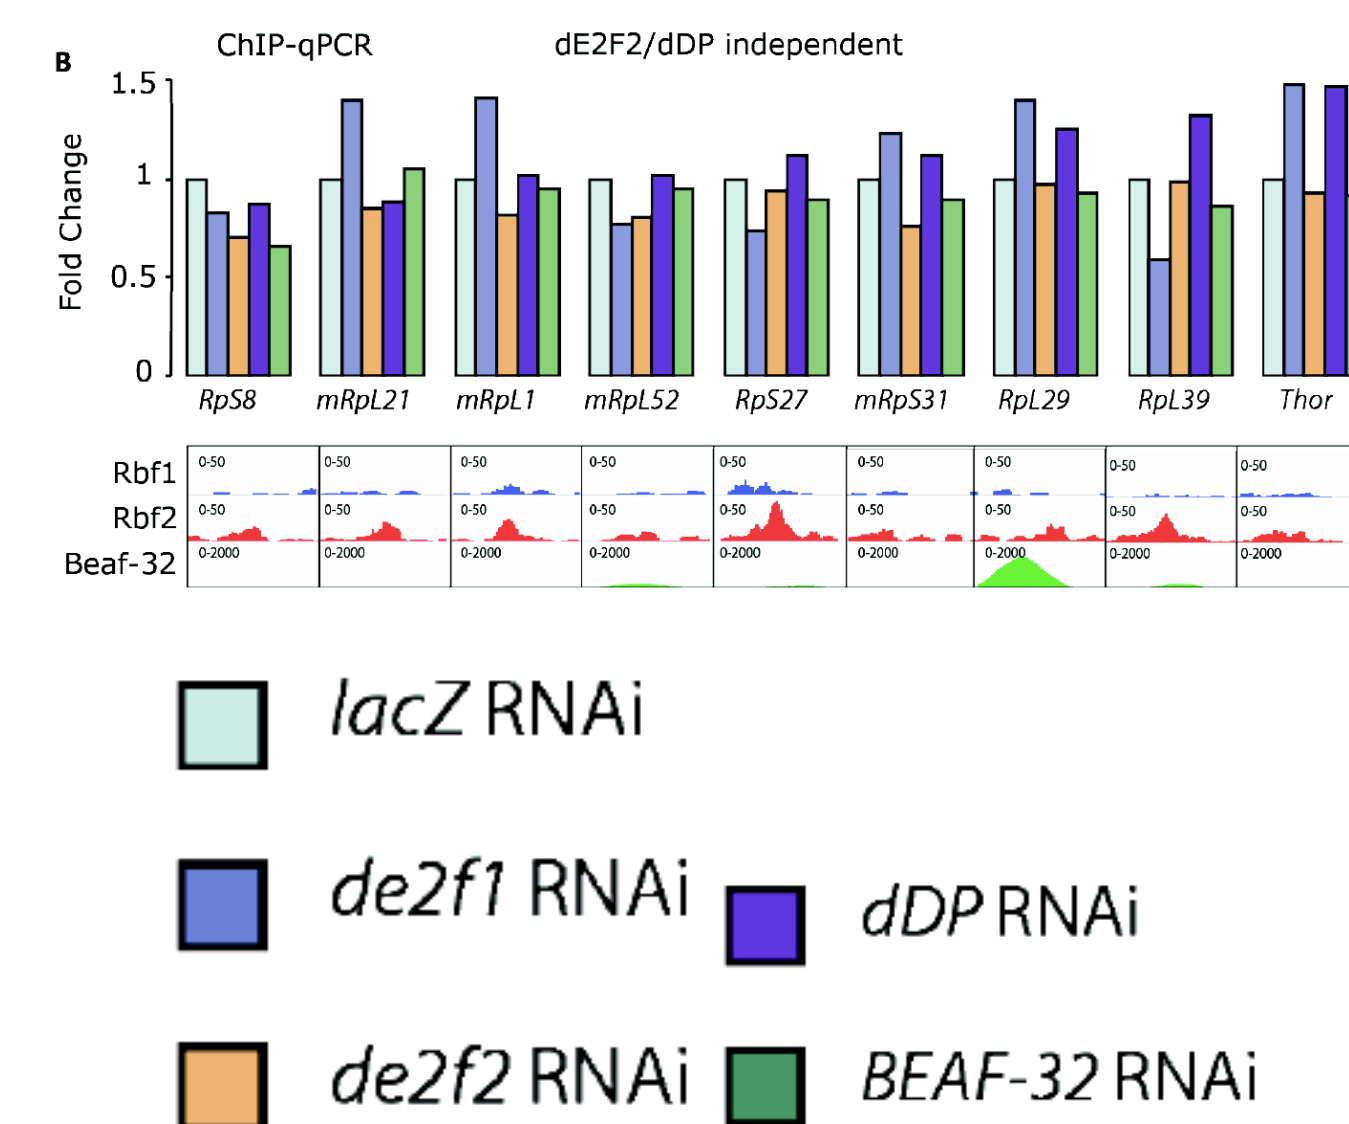 B
ChIP-qPCR dE2F2/dDP independent
Fold Change
1.5
1
0.5
0
RpS8 mRpL21 mRpL1 mRpL52 RpS27 mRpS31 RpL29 RpL39 Thor
Rbf1 0-50 0-50 0-50 0-50 0-50 0-50 0-50 0-50 0-50
Rbf2 0-50 0-50 0-50 0-50 0-50 0-50 0-50 0-50 0-50
Beaf-32 0-2000 0-2000 0-2000 0-2000 0-2000 0-2000 0-2000 0-2000 0-2000
lacZ RNAi
de2f1 RNAi
dDP RNAi
de2f2 RNAi
BEAF-32 RNAi